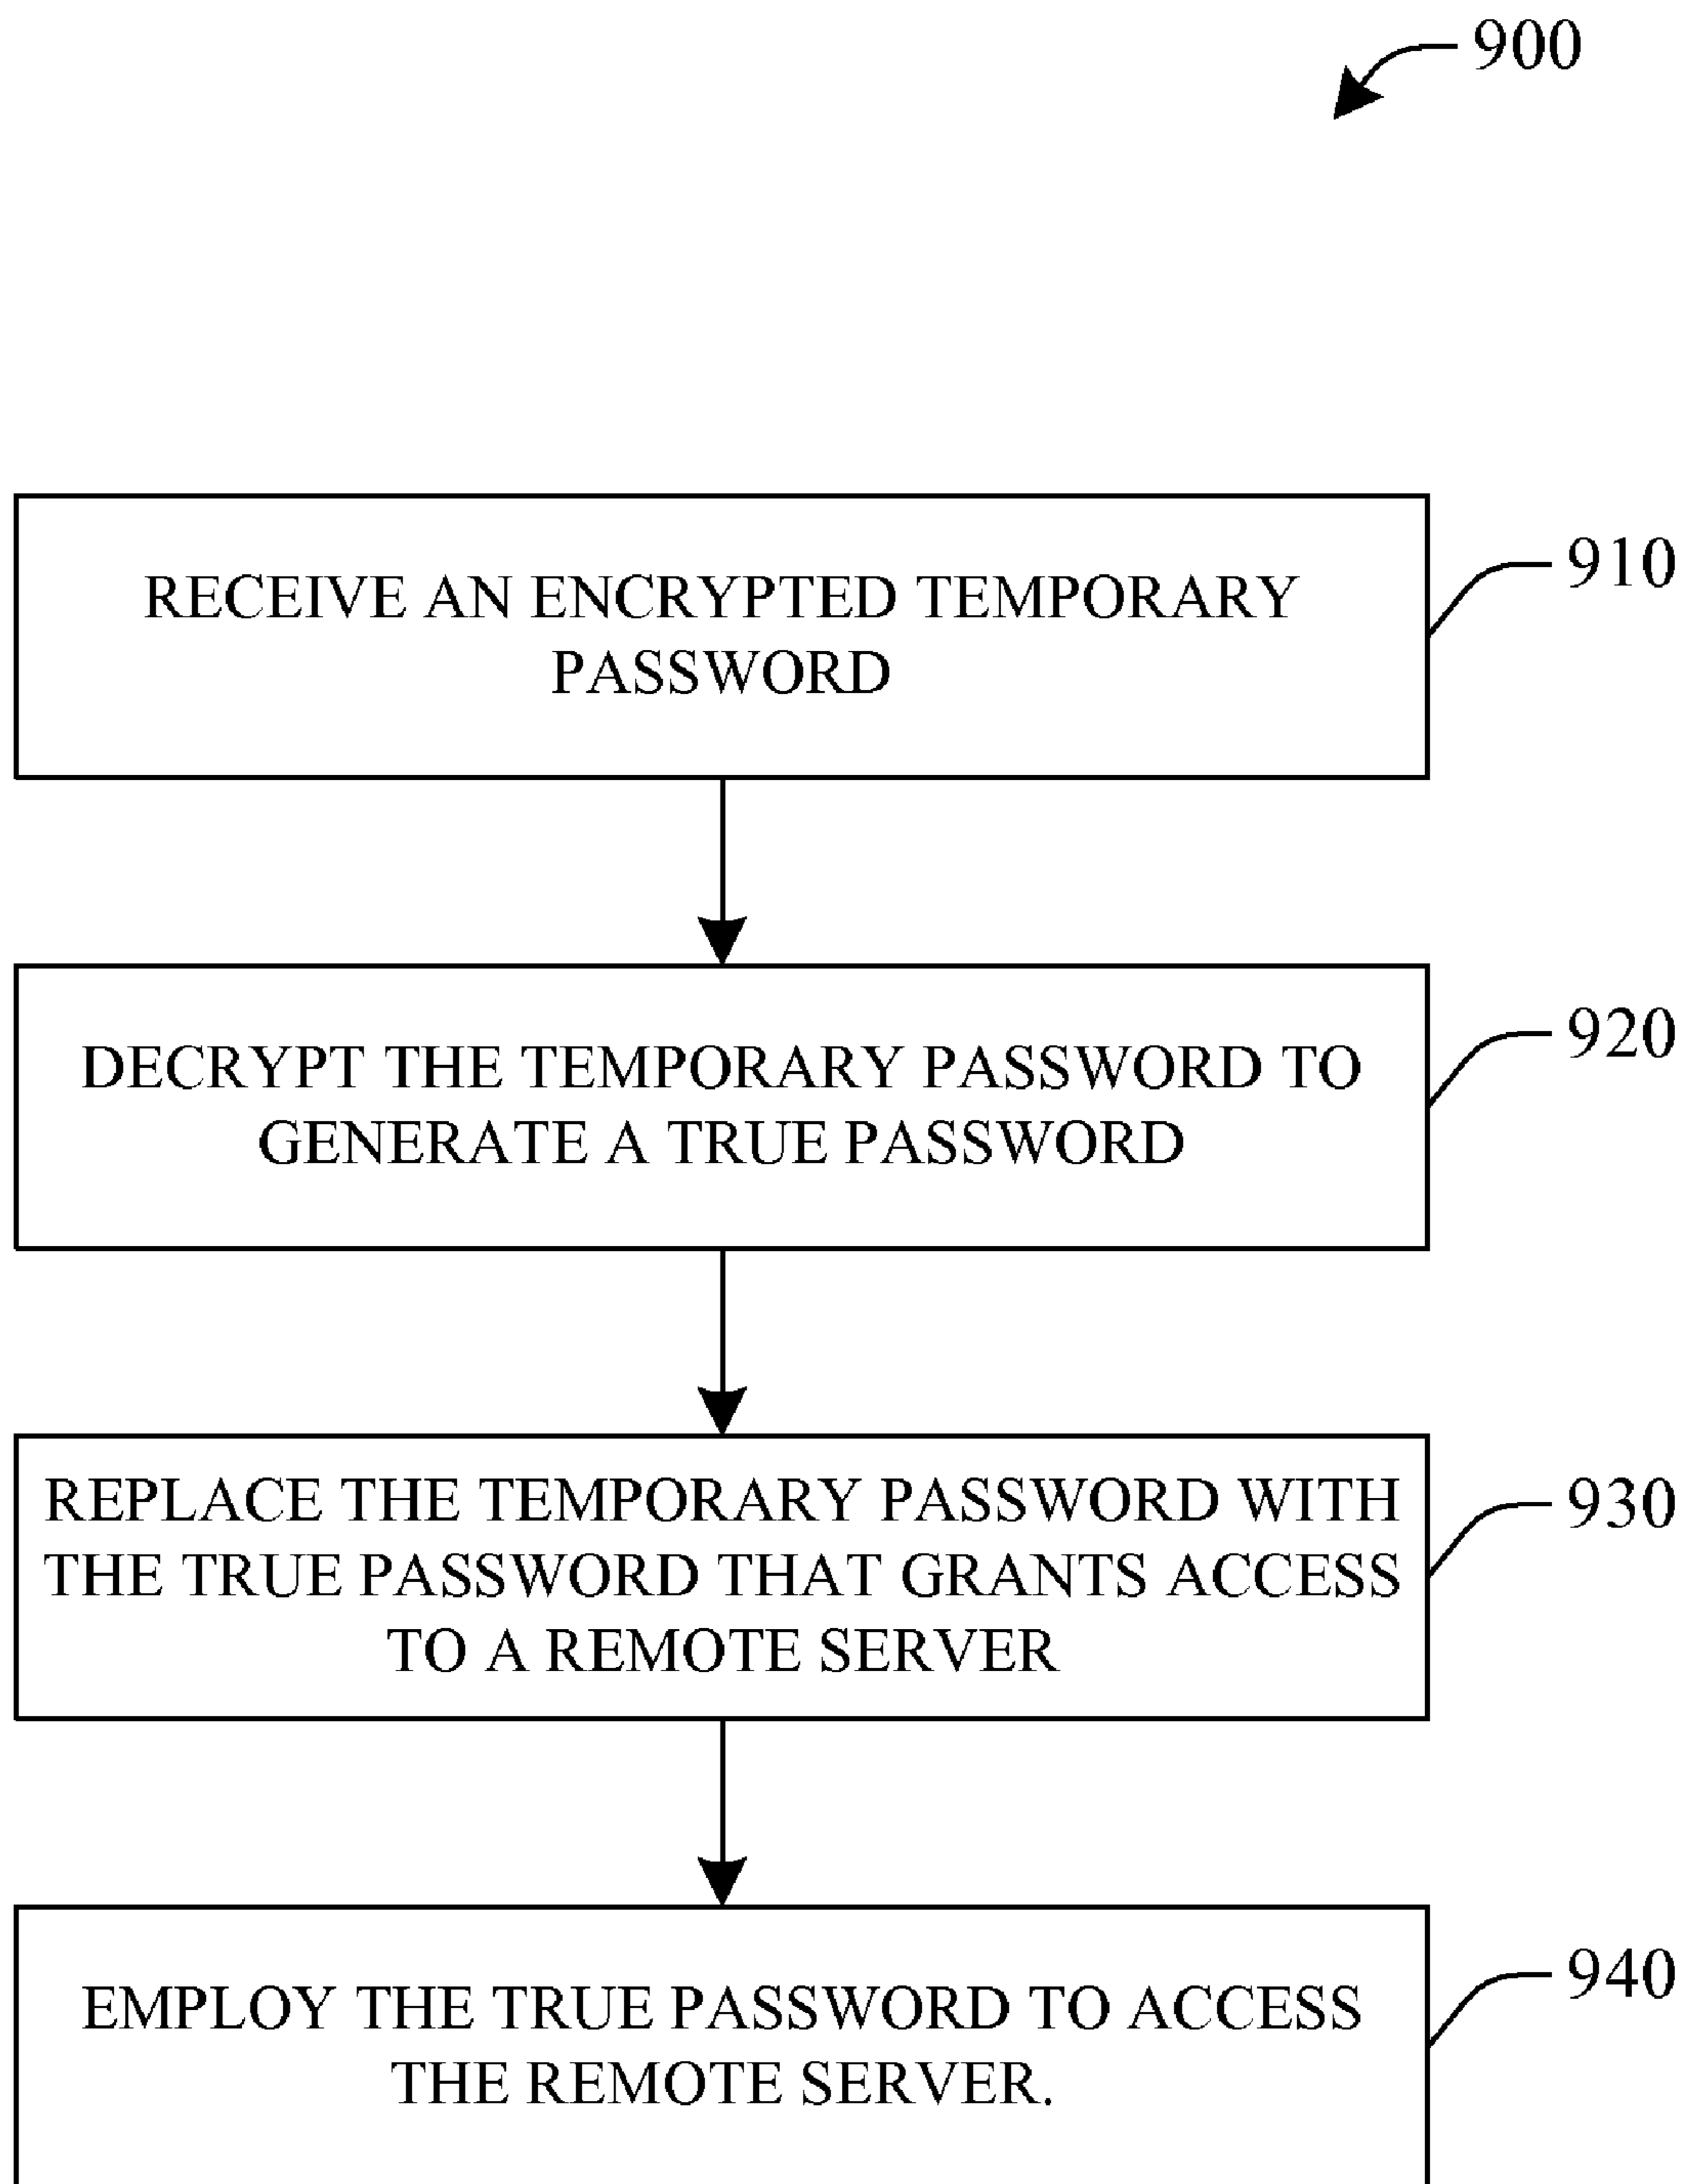 900
RECEIVE AN ENCRYPTED TEMPORARY
PASSWORD
910
DECRYPT THE TEMPORARY PASSWORD TO
GENERATE A TRUE PASSWORD
920
REPLACE THE TEMPORARY PASSWORD WITH
THE TRUE PASSWORD THAT GRANTS ACCESS
TO A REMOTE SERVER
930
EMPLOY THE TRUE PASSWORD TO ACCESS
THE REMOTE SERVER.
940